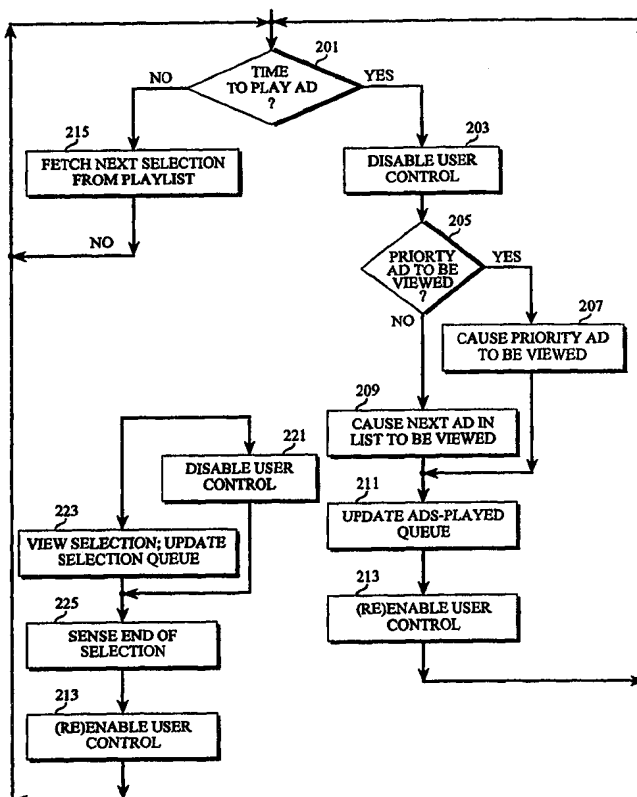 201
TIME
TO PLAY AD
?
NO
YES
215
FETCH NEXT SELECTION
FROM PLAYLIST
NO
203
DISABLE USER
CONTROL
205
PRIORITY
AD TO BE
VIEWED
?
YES
NO
207
CAUSE PRIORITY AD
TO BE VIEWED
209
CAUSE NEXT AD IN
LIST TO BE VIEWED
211
UPDATE ADS-PLAYED
QUEUE
213
(RE)ENABLE USER
CONTROL
221
DISABLE USER
CONTROL
223
VIEW SELECTION; UPDATE
SELECTION QUEUE
225
SENSE END OF
SELECTION
213
(RE)ENABLE USER
CONTROL